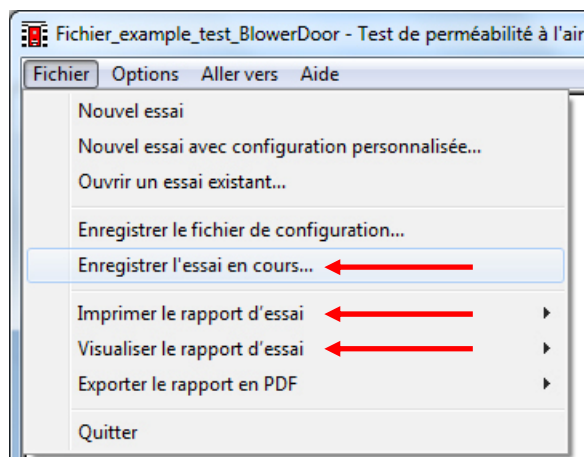 Fichier_example_test_BlowerDoor - Test de perméabilité à l'air
Fichier Options Aller vers Aide
Nouvel essai
Nouvel essai avec configuration personnalisée...
Ouvrir un essai existant...
Enregistrer le fichier de configuration...
Enregistrer l'essai en cours...
Imprimer le rapport d'essai
Visualiser le rapport d'essai
Exporter le rapport en PDF
Quitter